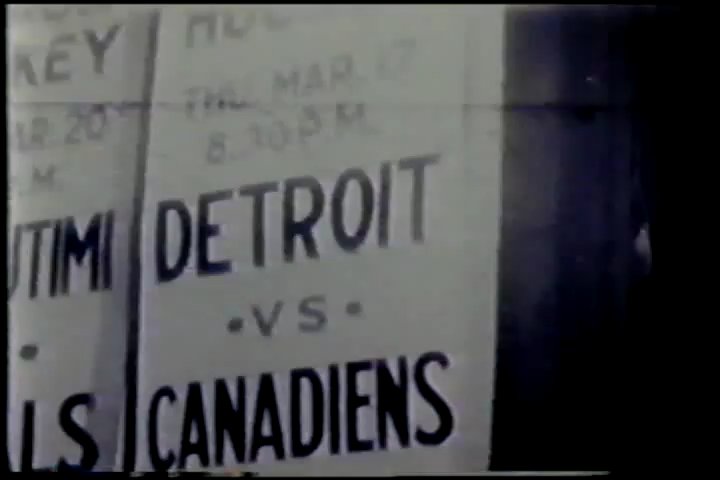 KEY
AR. 20
.M.
UTIMI
•
LS
THU. MAR. 17
8.30 P.M.
DETROIT
• VS •
CANADIENS